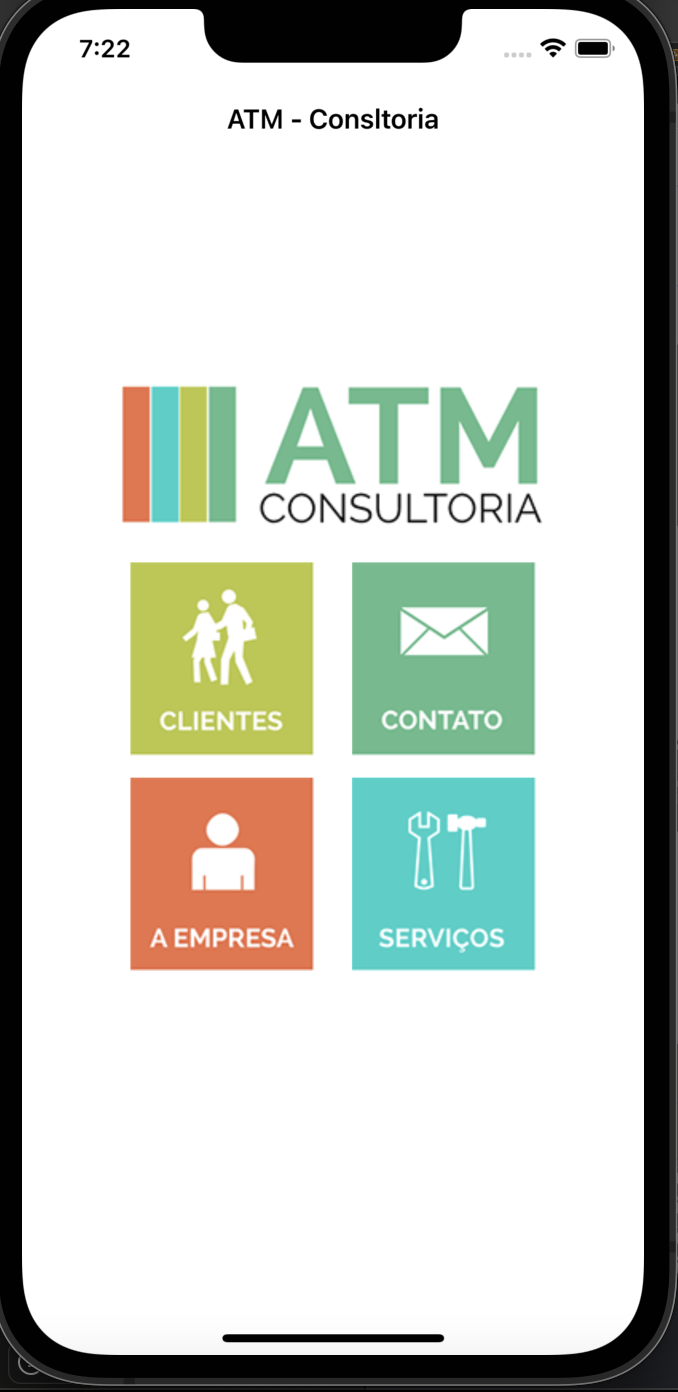 7:22
ATM - Consltoria
ATM
CONSULTORIA
CLIENTES
CONTATO
A EMPRESA
SERVIÇOS